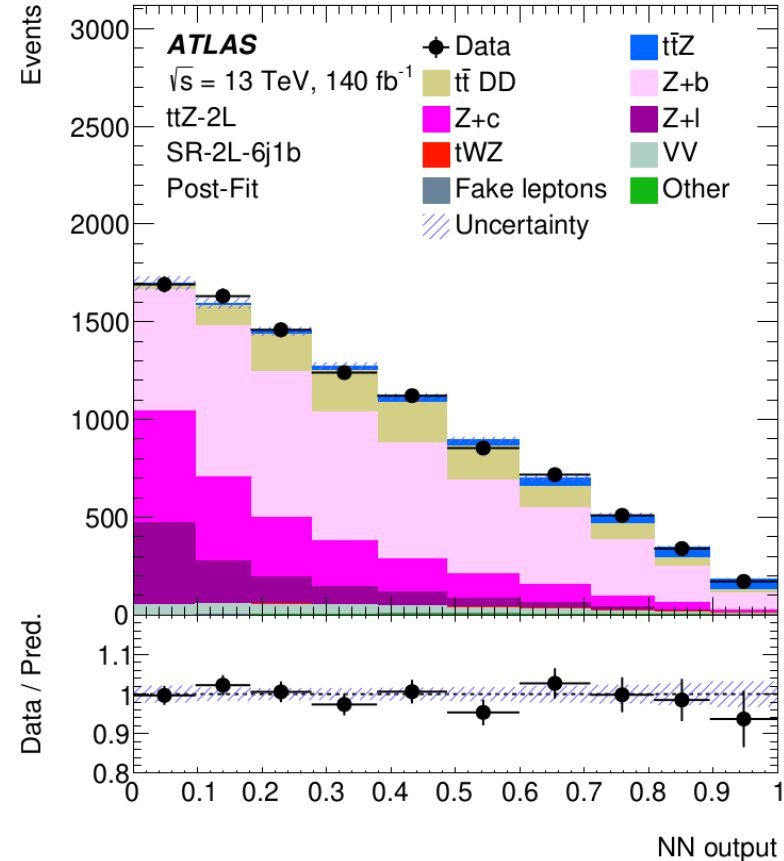 Events
3000
2500
2000
1500
1000
500
0
ATLAS
√s = 13 TeV, 140 fb⁻¹
ttZ-2L
SR-2L-6j1b
Post-Fit
Data
tt̄Z
tt̄ DD
Z+b
Z+c
Z+l
tWZ
VV
Fake leptons
Other
Uncertainty
Data / Pred.
1.1
1
0.9
0.8
0 0.1 0.2 0.3 0.4 0.5 0.6 0.7 0.8 0.9 1
NN output